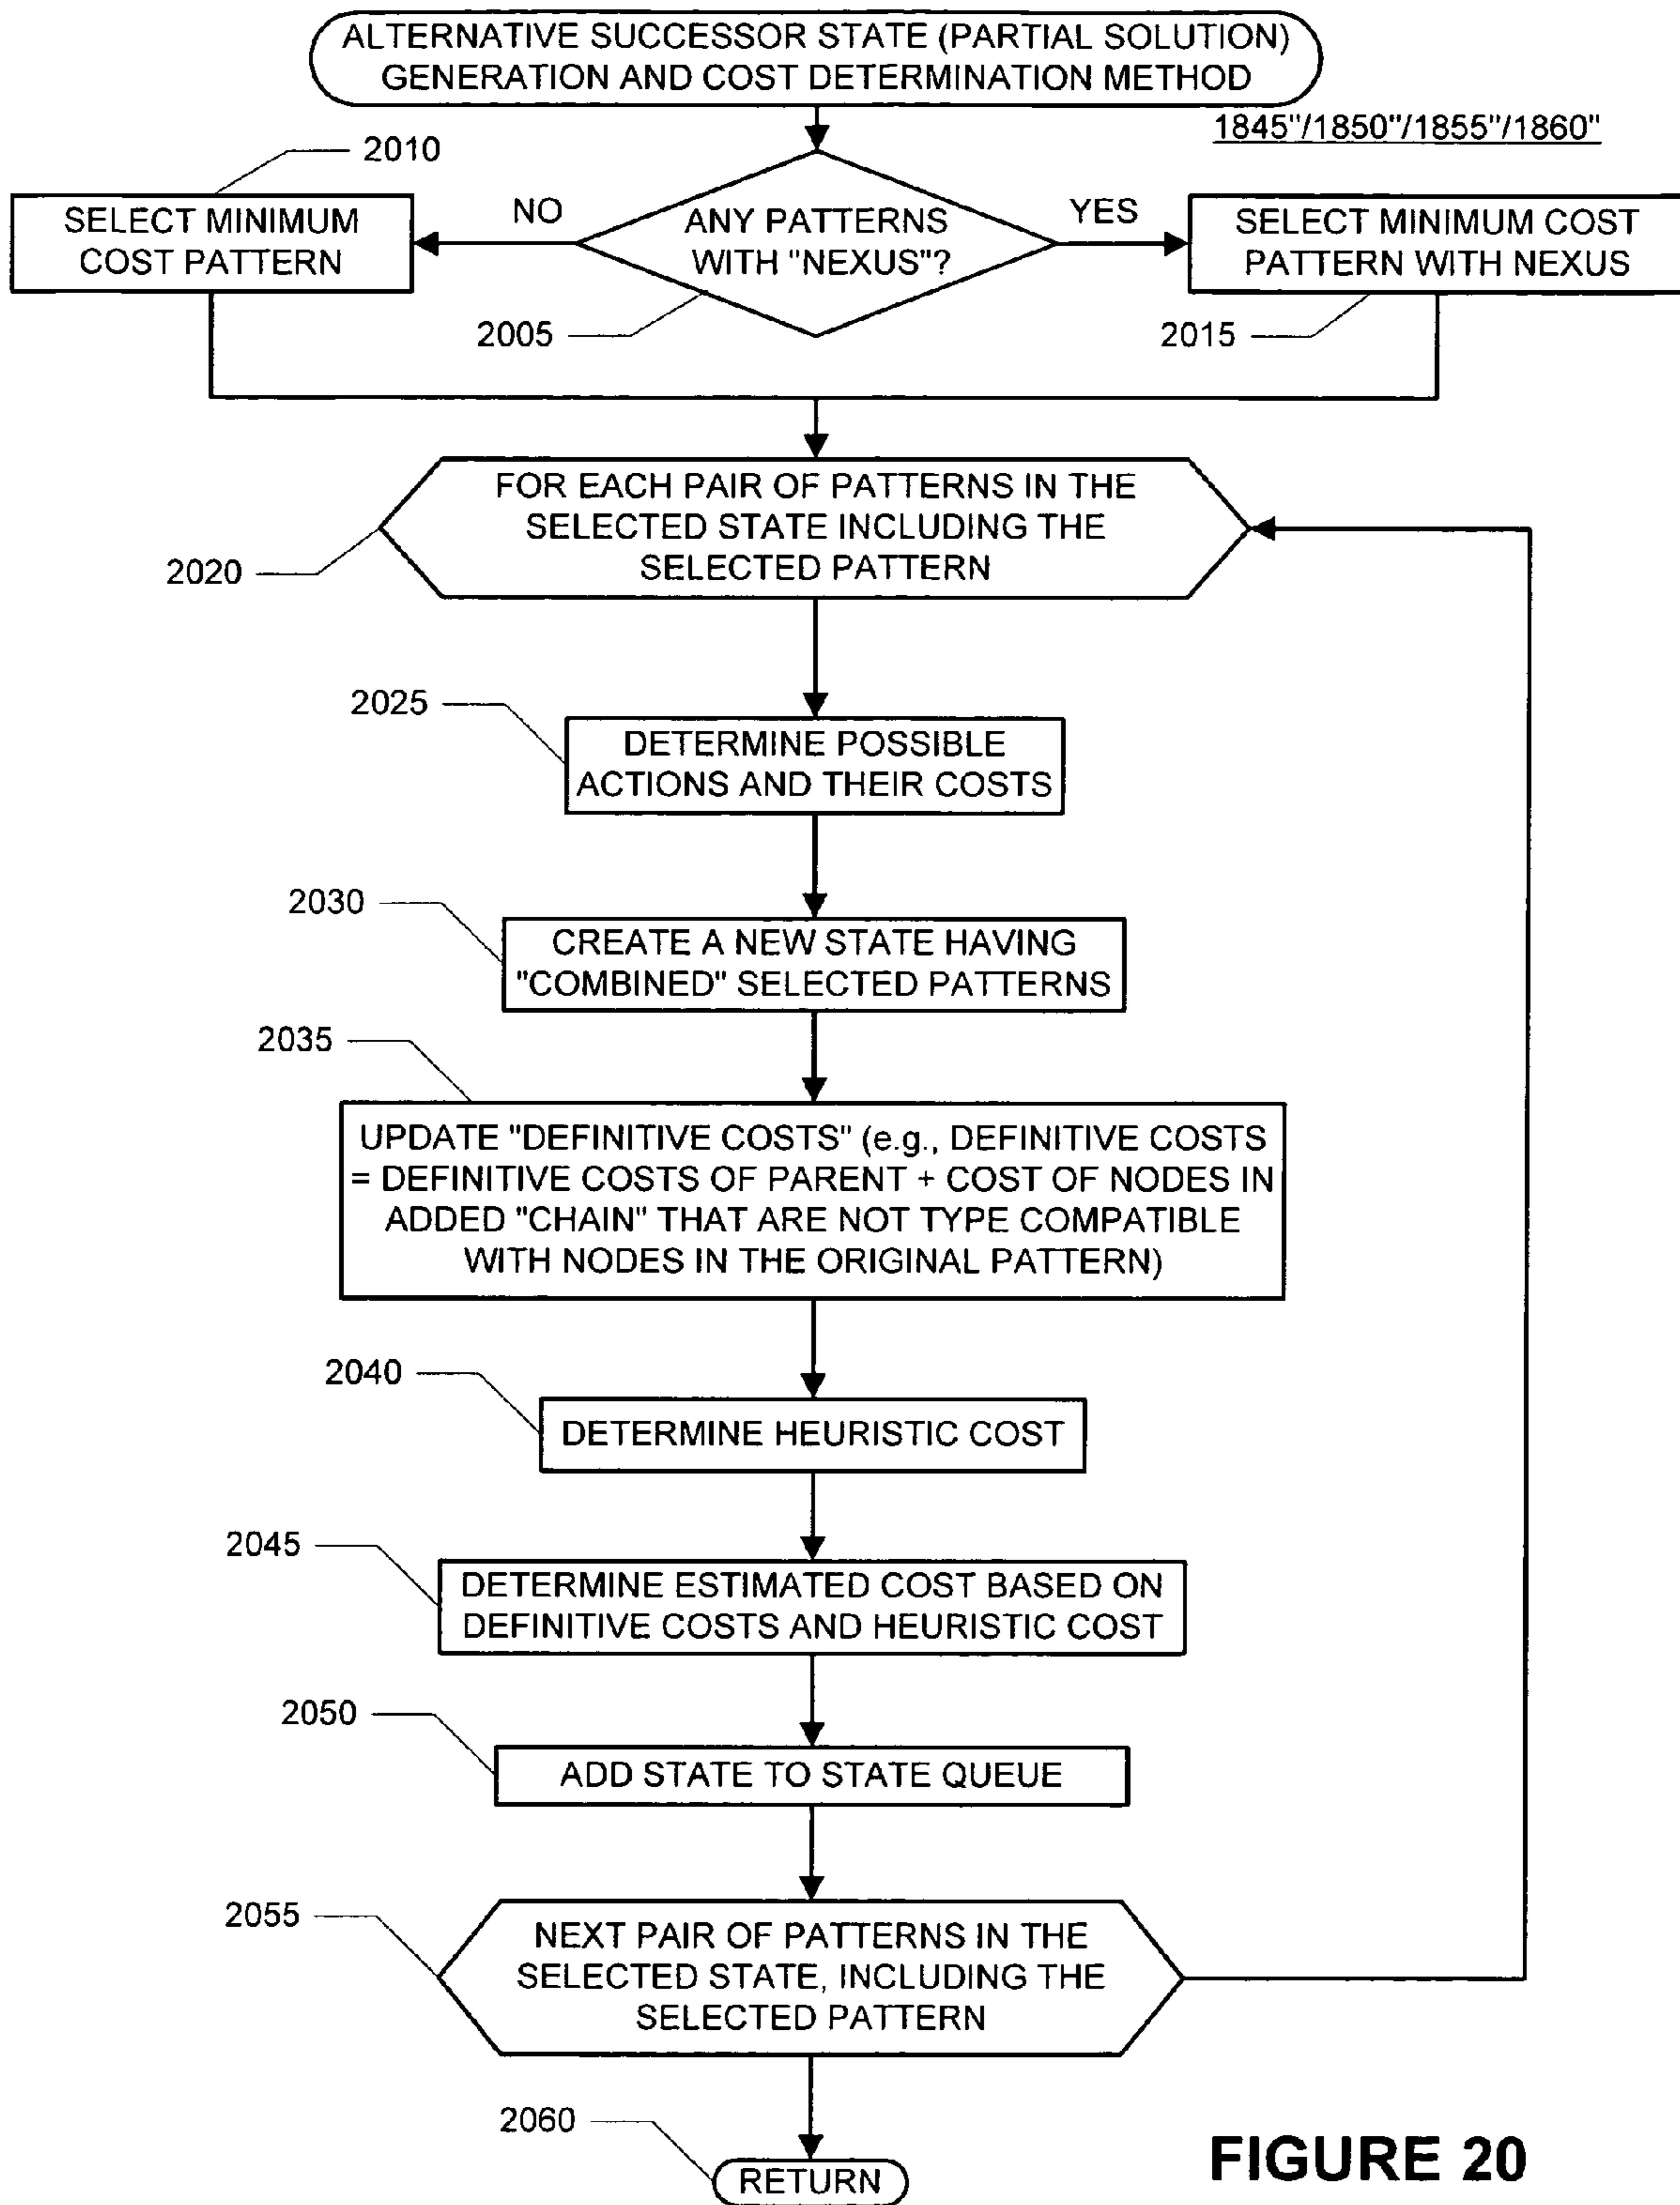 ALTERNATIVE SUCCESSOR STATE (PARTIAL SOLUTION)
GENERATION AND COST DETERMINATION METHOD
1845"/1850"/1855"/1860"
2010
SELECT MINIMUM
COST PATTERN
NO
ANY PATTERNS
WITH "NEXUS"?
YES
SELECT MINIMUM COST
PATTERN WITH NEXUS
2005
2015
FOR EACH PAIR OF PATTERNS IN THE
SELECTED STATE INCLUDING THE
SELECTED PATTERN
2020
2025
DETERMINE POSSIBLE
ACTIONS AND THEIR COSTS
2030
CREATE A NEW STATE HAVING
"COMBINED" SELECTED PATTERNS
2035
UPDATE "DEFINITIVE COSTS" (e.g., DEFINITIVE COSTS
= DEFINITIVE COSTS OF PARENT + COST OF NODES IN
ADDED "CHAIN" THAT ARE NOT TYPE COMPATIBLE
WITH NODES IN THE ORIGINAL PATTERN)
2040
DETERMINE HEURISTIC COST
2045
DETERMINE ESTIMATED COST BASED ON
DEFINITIVE COSTS AND HEURISTIC COST
2050
ADD STATE TO STATE QUEUE
2055
NEXT PAIR OF PATTERNS IN THE
SELECTED STATE, INCLUDING THE
SELECTED PATTERN
2060
RETURN
FIGURE 20